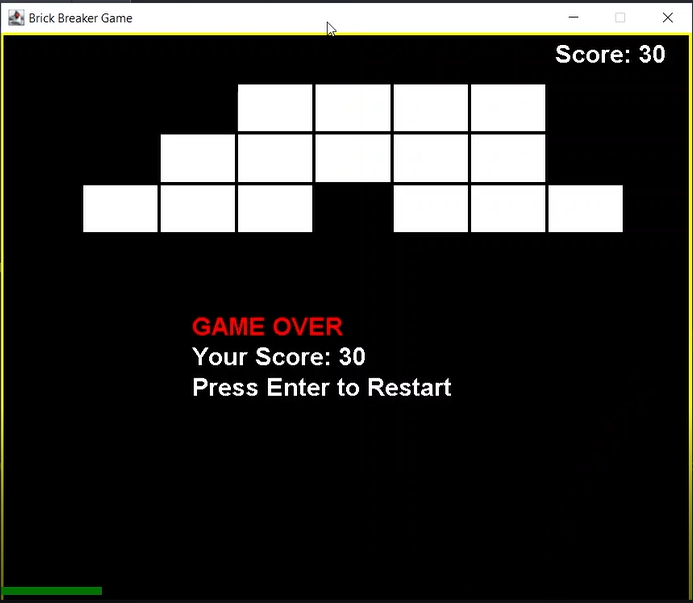 Brick Breaker Game
Score: 30
GAME OVER
Your Score: 30
Press Enter to Restart